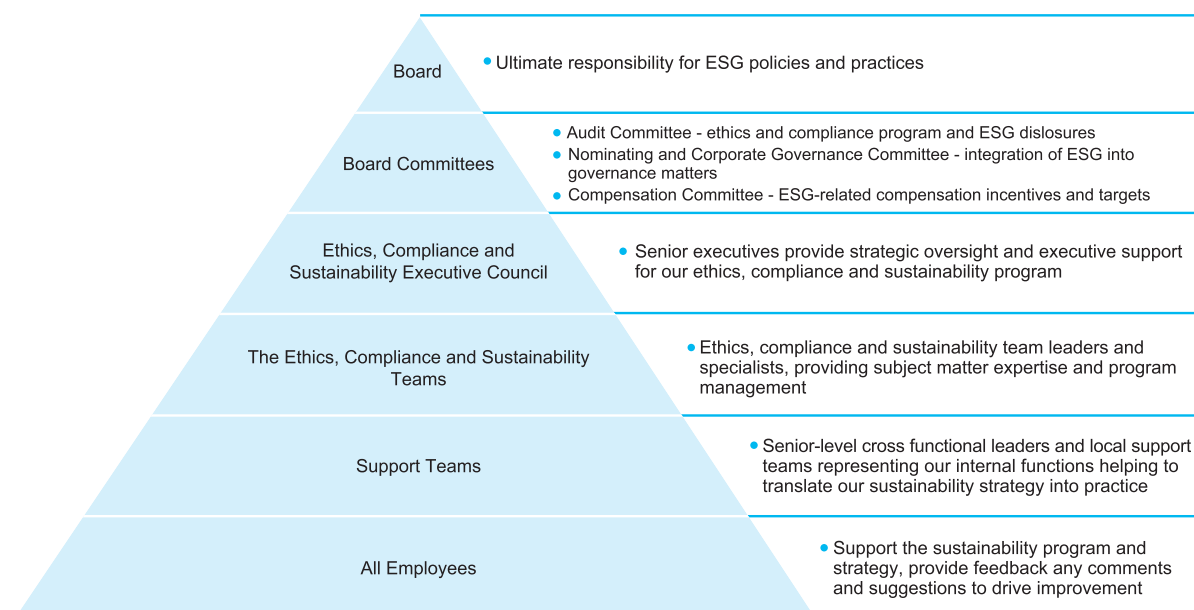 Board
• Ultimate responsibility for ESG policies and practices
Board Committees
• Audit Committee - ethics and compliance program and ESG dislosures
• Nominating and Corporate Governance Committee - integration of ESG into
governance matters
• Compensation Committee - ESG-related compensation incentives and targets
Ethics, Compliance and
Sustainability Executive Council
• Senior executives provide strategic oversight and executive support
for our ethics, compliance and sustainability program
The Ethics, Compliance and Sustainability
Teams
• Ethics, compliance and sustainability team leaders and
specialists, providing subject matter expertise and program
management
Support Teams
• Senior-level cross functional leaders and local support
teams representing our internal functions helping to
translate our sustainability strategy into practice
All Employees
• Support the sustainability program and
strategy, provide feedback any comments
and suggestions to drive improvement